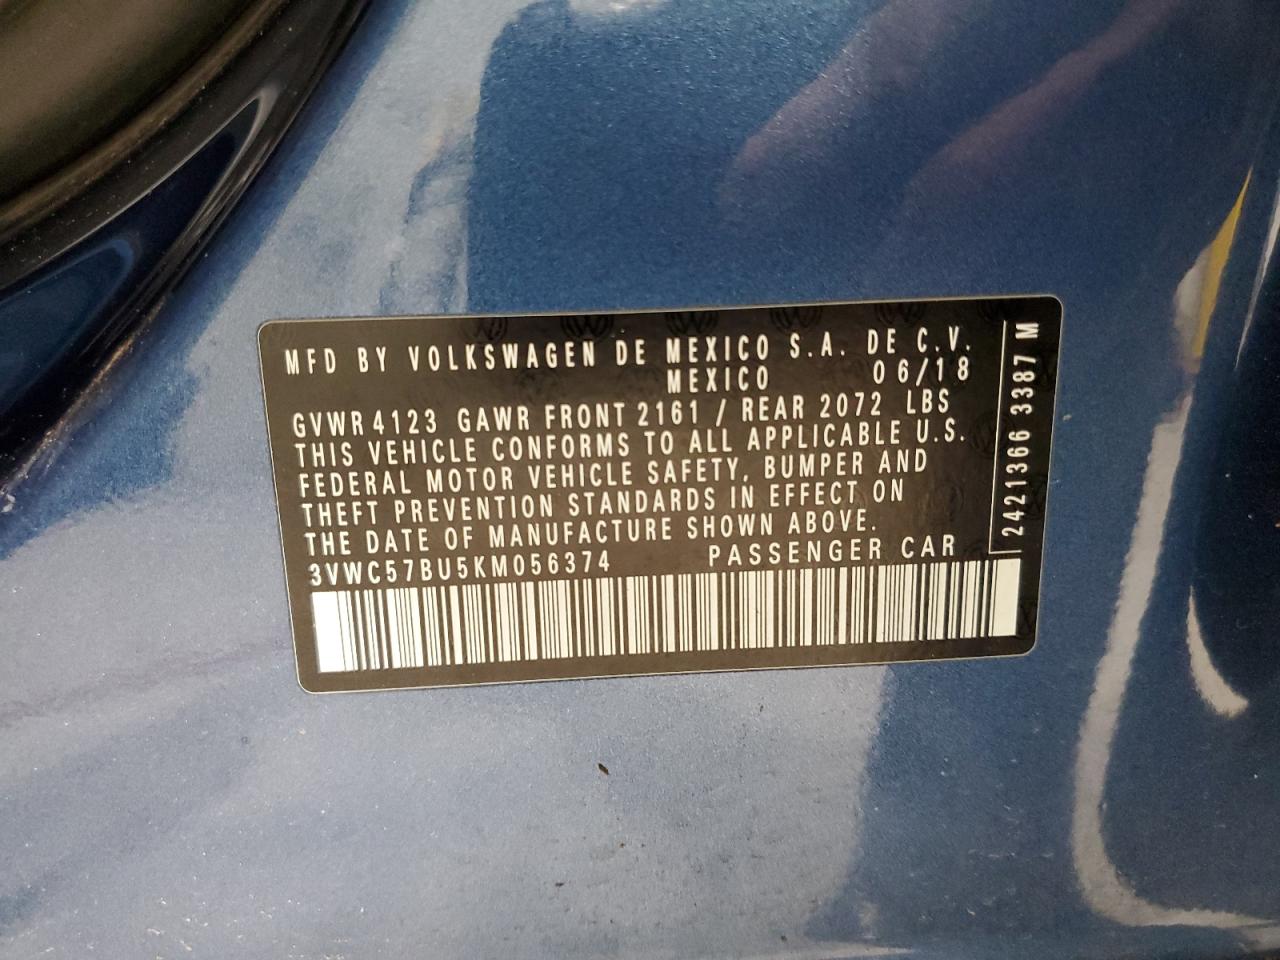 MFD BY VOLKSWAGEN DE MEXICO S.A. DE C.V.
MEXICO 06/18
GVWR 4123 GAWR FRONT 2161 / REAR 2072 LBS
THIS VEHICLE CONFORMS TO ALL APPLICABLE U.S.
FEDERAL MOTOR VEHICLE SAFETY, BUMPER AND
THEFT PREVENTION STANDARDS IN EFFECT ON
THE DATE OF MANUFACTURE SHOWN ABOVE.
3VWC57BU5KM056374 PASSENGER CAR
2421366 3387 M